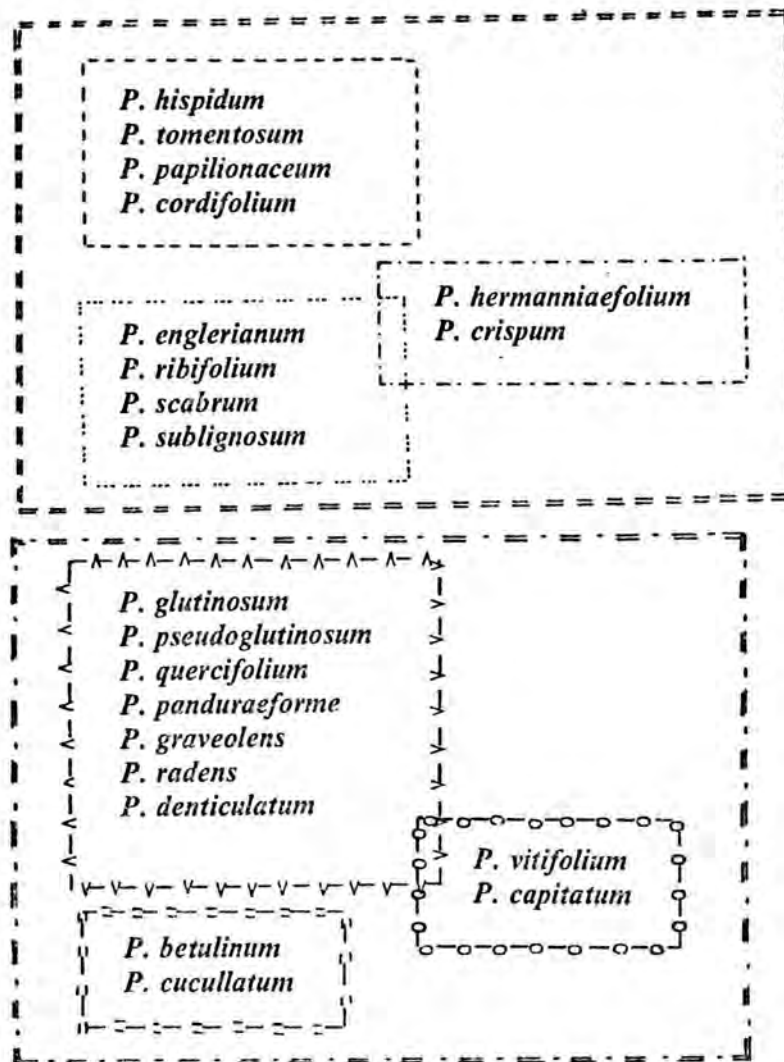 P. hispidum
P. tomentosum
P. papilionaceum
P. cordifolium
P. hermanniaefolium
P. crispum
P. englerianum
P. ribifolium
P. scabrum
P. sublignosum
P. glutinosum
P. pseudoglutinosum
P. quercifolium
P. panduraeforme
P. graveolens
P. radens
P. denticulatum
P. vitifolium
P. capitatum
P. betulinum
P. cucullatum